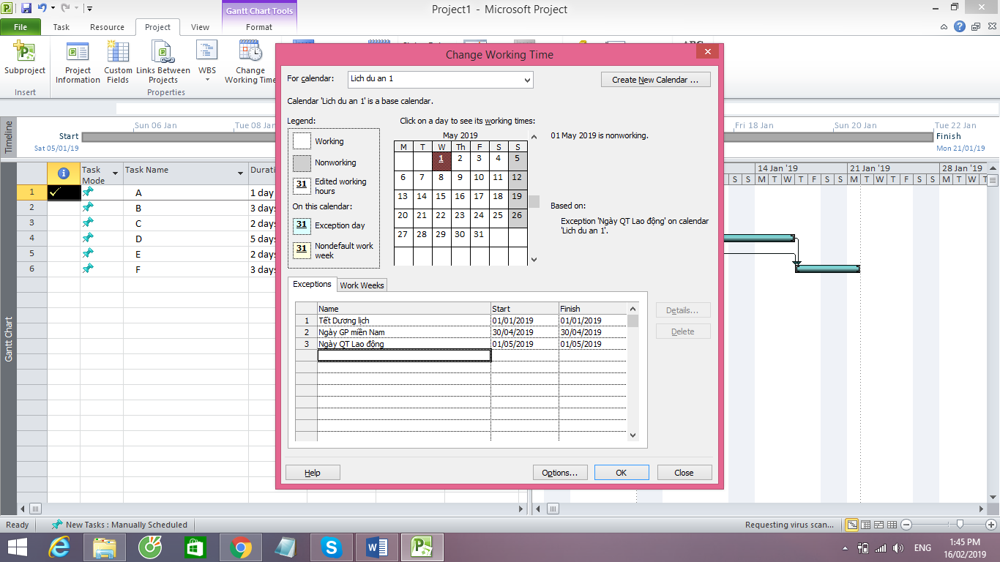 Gantt Chart Tools
Project1 - Microsoft Project
File Task Resource Project View Format
Subproject
Project Information
Custom Fields
Links Between Projects
WBS
Change Working Time
Insert
Properties
Change Working Time
For calendar: Lich du an 1
Create New Calendar ...
Calendar 'Lich du an 1' is a base calendar.
Legend:
Click on a day to see its working times:
Working
Nonworking
31 Edited working hours
On this calendar:
31 Exception day
31 Nondefault work week
May 2019
M T W Th F S S
1 2 3 4 5
6 7 8 9 10 11 12
13 14 15 16 17 18 19
20 21 22 23 24 25 26
27 28 29 30 31
01 May 2019 is nonworking.
Based on:
Exception 'Ngày QT Lao động' on calendar
'Lich du an 1'.
Exceptions Work Weeks
Name Start Finish
1 Tết Dương lịch 01/01/2019 01/01/2019
2 Ngày GP miền Nam 30/04/2019 30/04/2019
3 Ngày QT Lao động 01/05/2019 01/05/2019
Details...
Delete
Help Options... OK Close
Timeline
Sun 06 Jan
Tue 08 Jan
Fri 18 Jan
Sun 20 Jan
Tue 22 Jan
Start
Sat 05/01/19
Finish
Mon 21/01/19
Gantt Chart
Task Mode
Task Name
1 A 1 day
2 B 3 days
3 C 2 days
4 D 5 days
5 E 2 days
6 F 3 days
14 Jan '19 21 Jan '19 28 Jan '19
S S M T W T F S S M T W T F S S M T W T
Ready New Tasks : Manually Scheduled
Requesting virus scan...
ENG
1:45 PM
16/02/2019